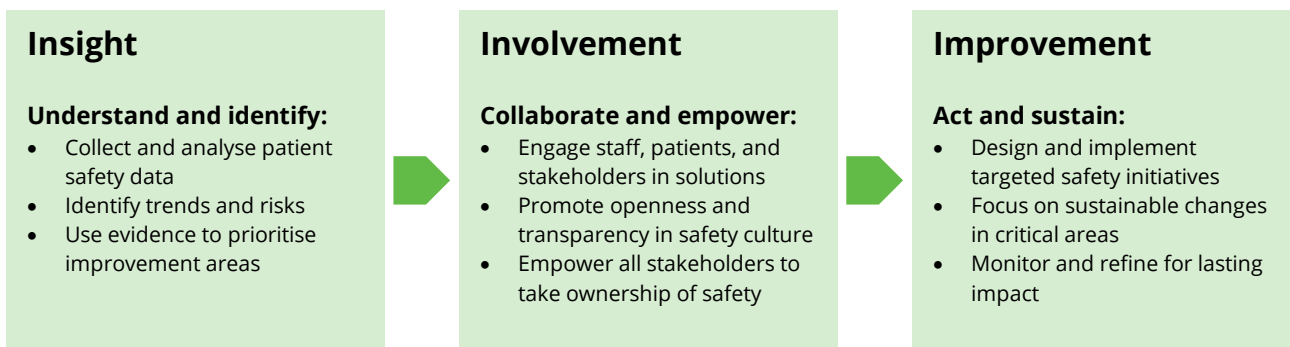 Insight
Understand and identify:
• Collect and analyse patient
safety data
• Identify trends and risks
• Use evidence to prioritise
improvement areas
Involvement
Collaborate and empower:
• Engage staff, patients, and
stakeholders in solutions
• Promote openness and
transparency in safety culture
• Empower all stakeholders to
take ownership of safety
Improvement
Act and sustain:
• Design and implement
targeted safety initiatives
• Focus on sustainable changes
in critical areas
• Monitor and refine for lasting
impact